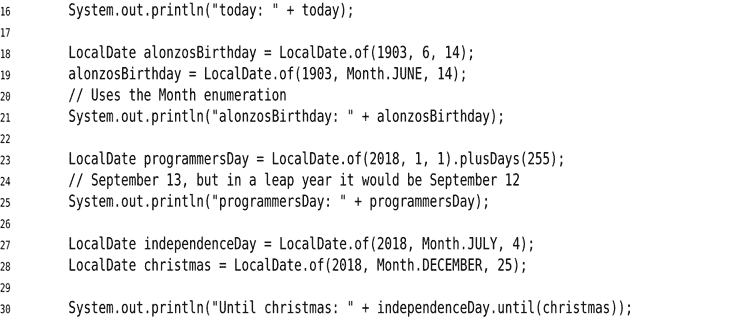 16 System.out.println("today: " + today);
17
18 LocalDate alonzosBirthday = LocalDate.of(1903, 6, 14);
19 alonzosBirthday = LocalDate.of(1903, Month.JUNE, 14);
20 // Uses the Month enumeration
21 System.out.println("alonzosBirthday: " + alonzosBirthday);
22
23 LocalDate programmersDay = LocalDate.of(2018, 1, 1).plusDays(255);
24 // September 13, but in a leap year it would be September 12
25 System.out.println("programmersDay: " + programmersDay);
26
27 LocalDate independenceDay = LocalDate.of(2018, Month.JULY, 4);
28 LocalDate christmas = LocalDate.of(2018, Month.DECEMBER, 25);
29
30 System.out.println("Until christmas: " + independenceDay.until(christmas));